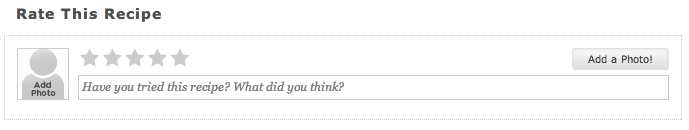 Rate This Recipe
Add a Photo!
Add
Photo
Have you tried this recipe? What did you think?